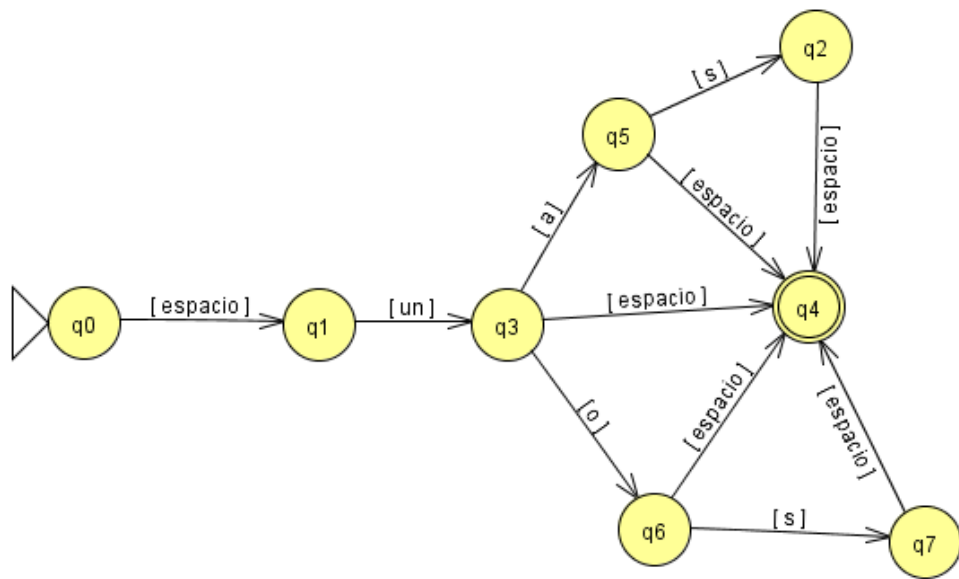 q2
[ s ]
q5
[ espacio ]
[ espacio ]
[ a ]
q0
[ espacio ]
q1
[ un ]
q3
[ espacio ]
q4
[ o ]
[ espacio ]
[ espacio ]
q6
[ s ]
q7